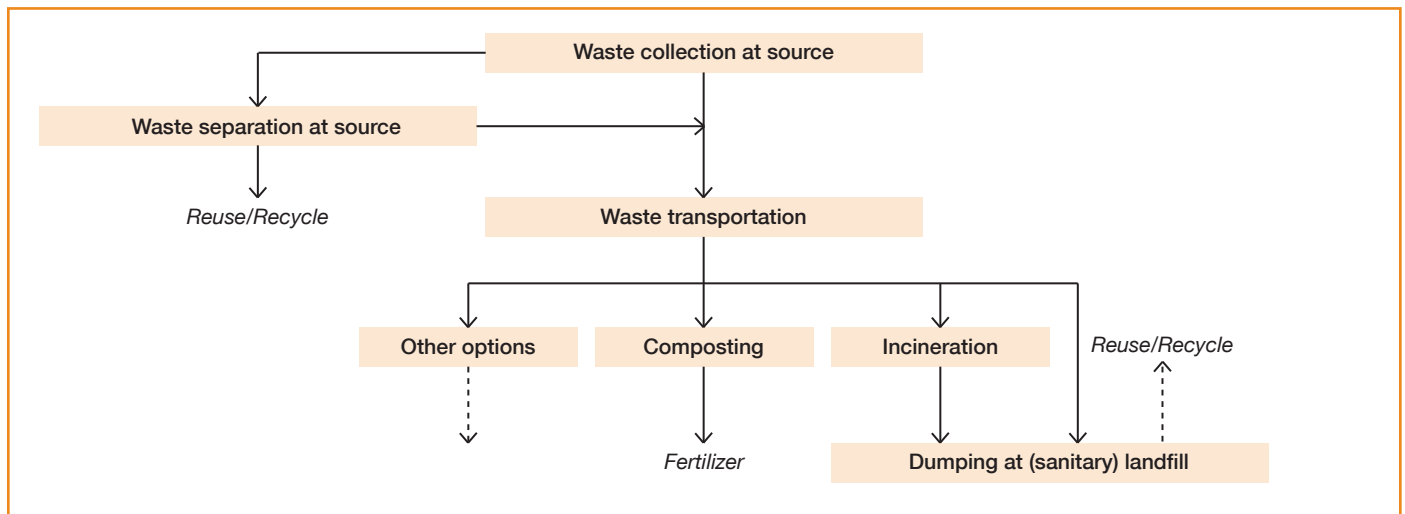 Waste collection at source
Waste separation at source
Reuse/Recycle
Waste transportation
Other options
Composting
Incineration
Reuse/Recycle
Fertilizer
Dumping at (sanitary) landfill